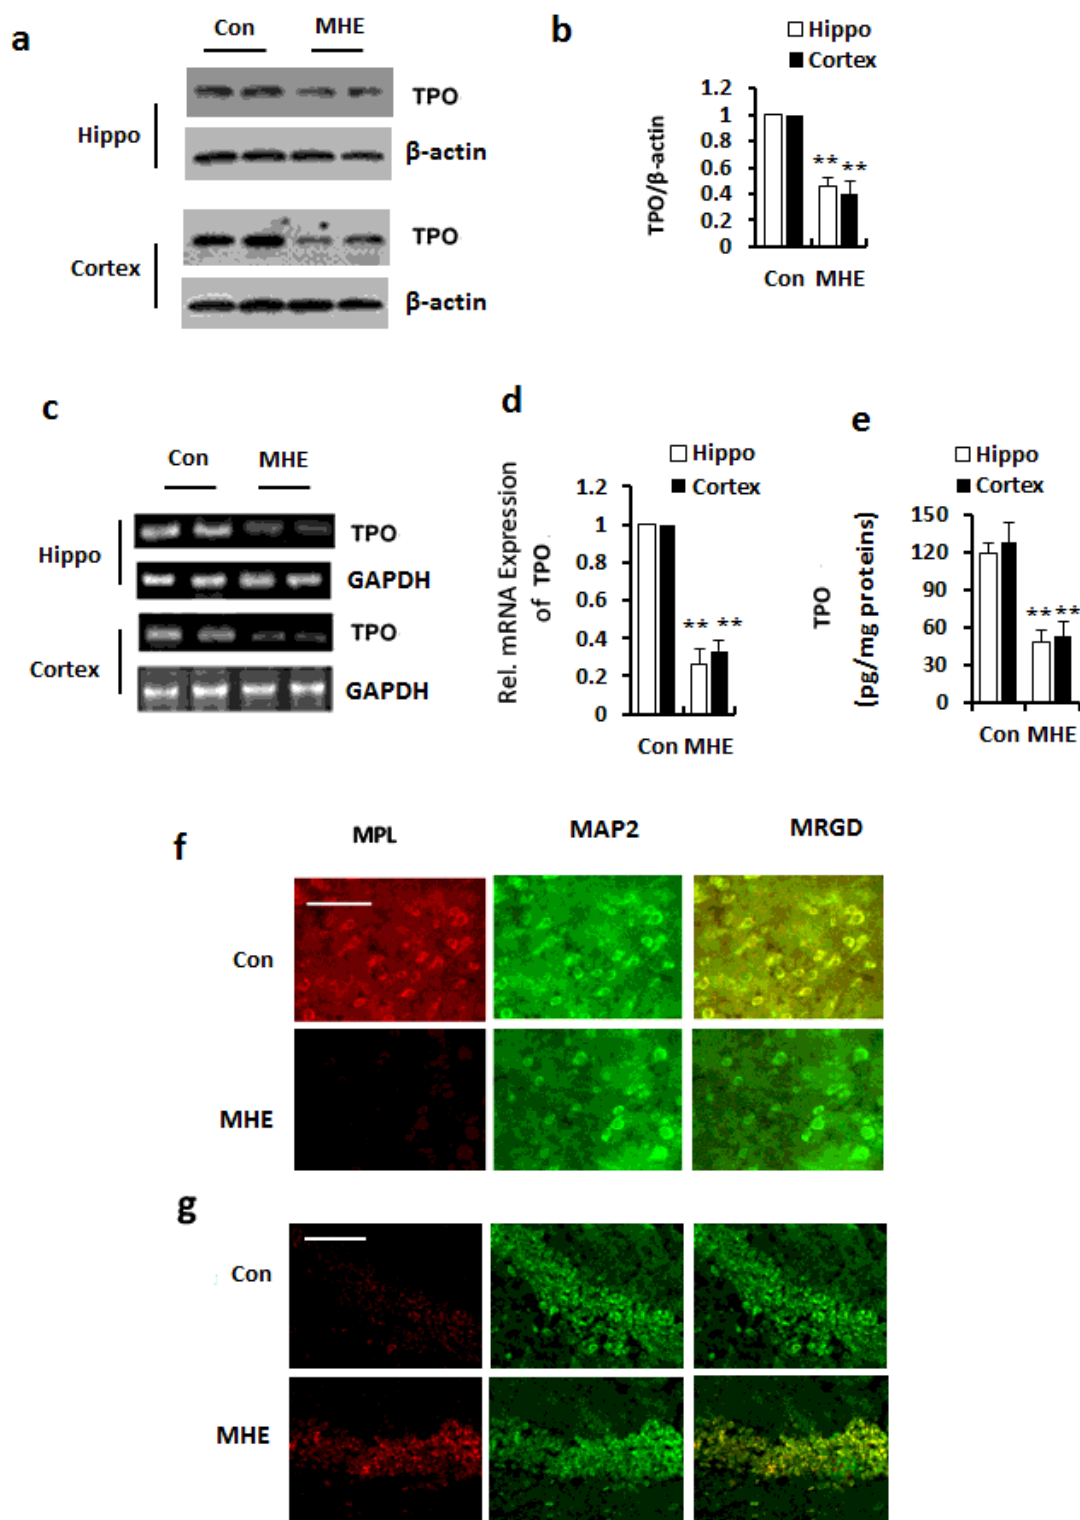 a
Con MHE
TPO
Hippo
β-actin
TPO
Cortex
β-actin
b
Hippo
Cortex
TPO/β-actin
1.2
1
0.8
0.6
0.4
0.2
0
** **
Con MHE
c
Con MHE
TPO
Hippo
GAPDH
TPO
Cortex
GAPDH
d
Hippo
Cortex
Rel. mRNA Expression
of TPO
1.2
1
0.8
0.6
0.4
0.2
0
** **
Con MHE
e
Hippo
Cortex
TPO
(pg/mg proteins)
150
120
90
60
30
0
** **
Con MHE
f
MPL MAP2 MRGD
Con
MHE
g
Con
MHE